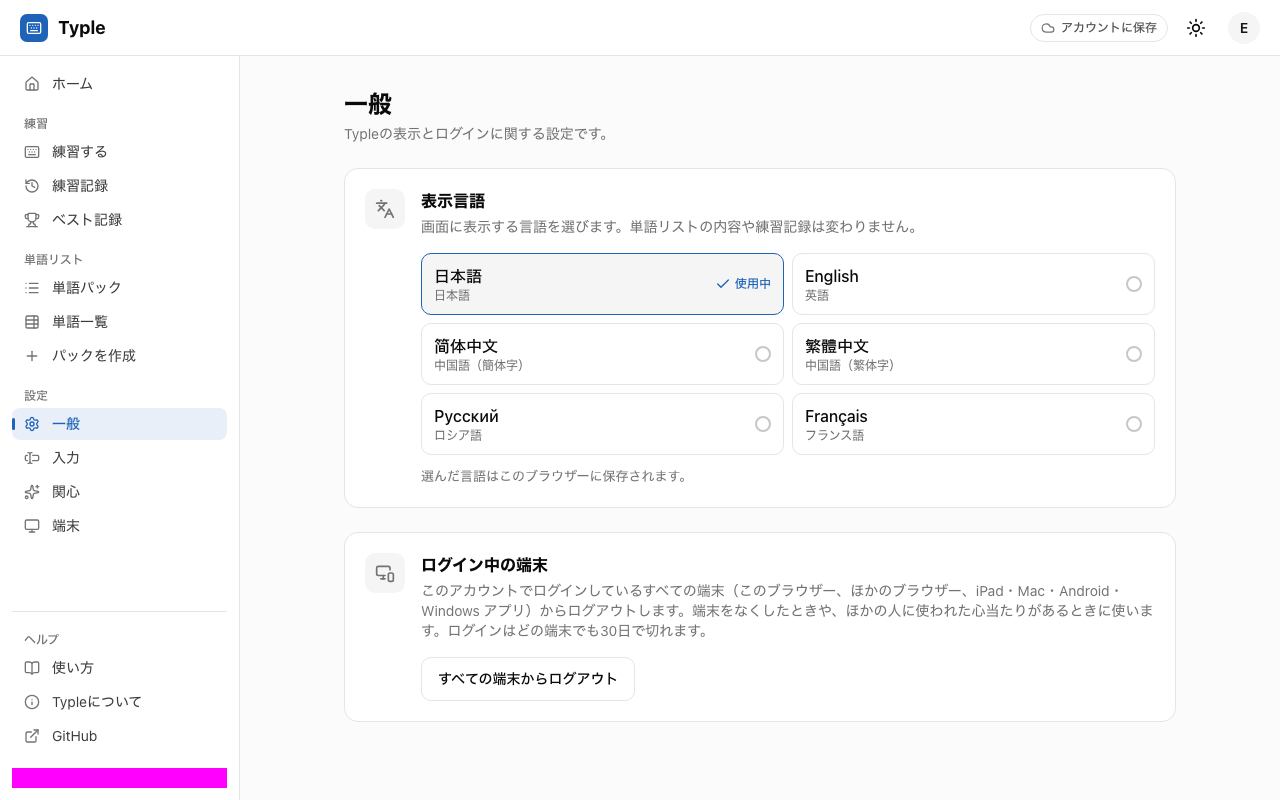 Typle
アカウントに保存
E
ホーム
練習
練習する
練習記録
ベスト記録
単語リスト
単語パック
単語一覧
パックを作成
設定
一般
入力
関心
端末
ヘルプ
使い方
Typleについて
GitHub
一般
Typleの表示とログインに関する設定です。
表示言語
画面に表示する言語を選びます。単語リストの内容や練習記録は変わりません。
日本語
日本語
使用中
English
英語
简体中文
中国語（簡体字）
繁體中文
中国語（繁体字）
Русский
ロシア語
Français
フランス語
選んだ言語はこのブラウザーに保存されます。
ログイン中の端末
このアカウントでログインしているすべての端末（このブラウザー、ほかのブラウザー、iPad・Mac・Android・
Windows アプリ）からログアウトします。端末をなくしたときや、ほかの人に使われた心当たりがあるときに使いま
す。ログインはどの端末でも30日で切れます。
すべての端末からログアウト